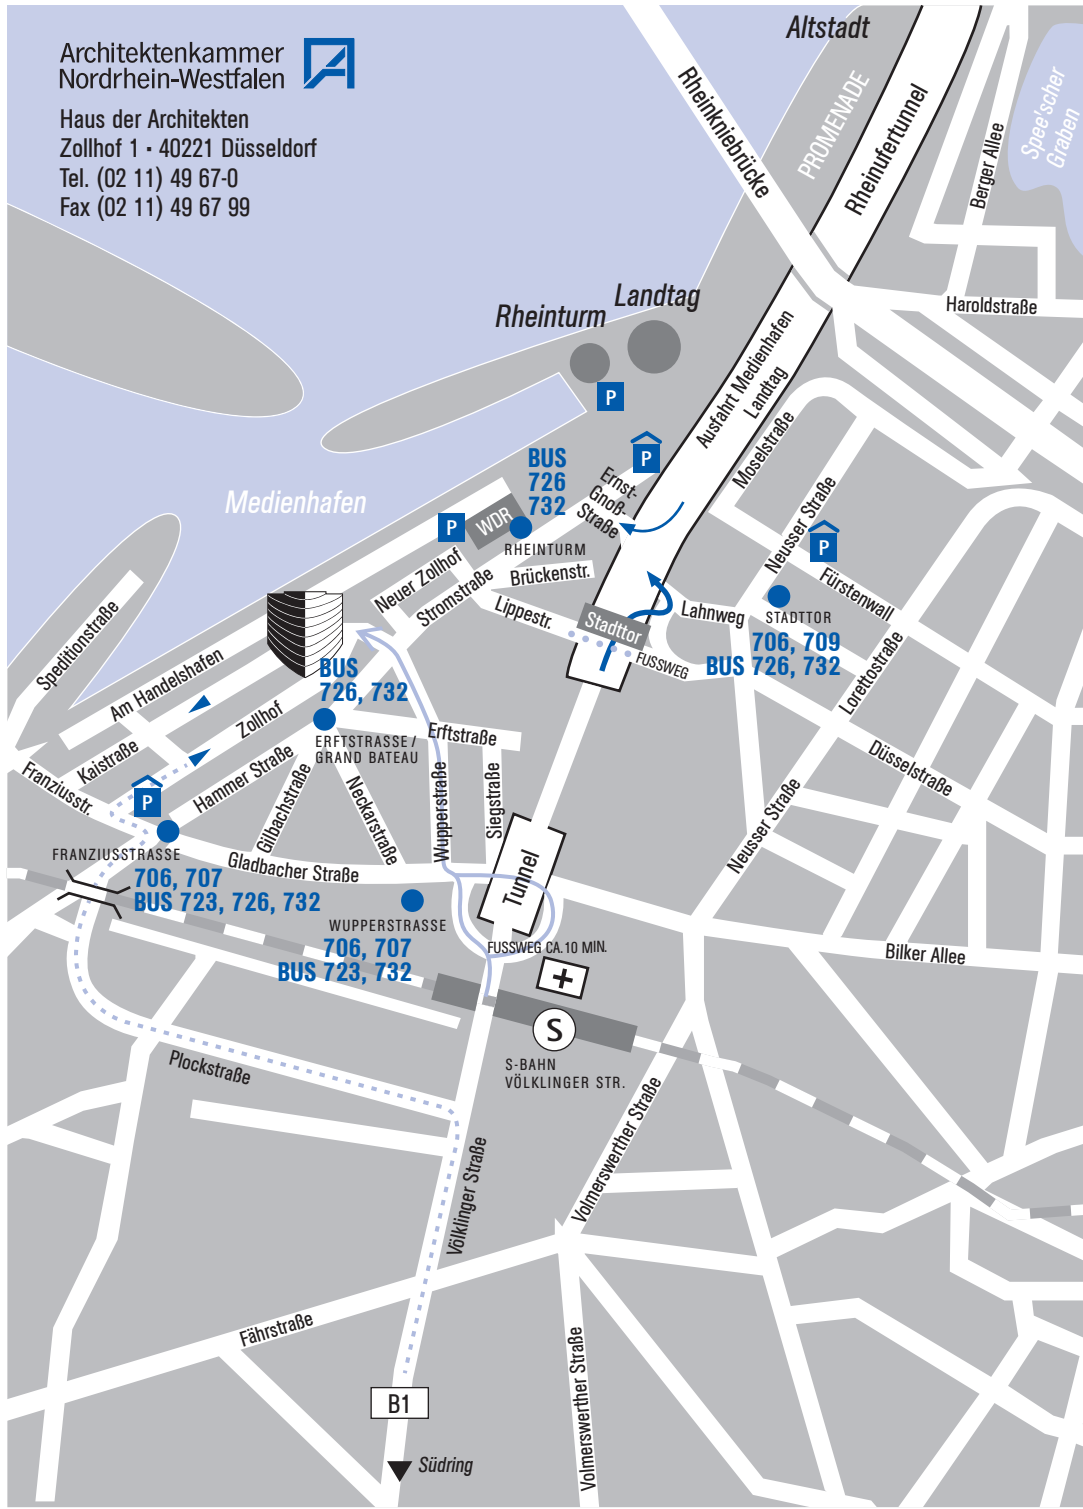 Architektenkammer
Nordrhein-Westfalen
Haus der Architekten
Zollhof 1 · 40221 Düsseldorf
Tel. (02 11) 49 67-0
Fax (02 11) 49 67 99
Altstadt
PROMENADE
Rheinkniebrücke
Rheinufertunnel
Berger Allee
Spee'scher
Graben
Haroldstraße
Landtag
Rheinturm
P
Ausfahrt Medienhafen
Landtag
Moselstraße
P
BUS
726
732
Ernst-
Gnoß-
Straße
Medienhafen
P
WDR
RHEINTURM
Neusser Straße
P
Fürstenwall
Neuer Zollhof
Stromstraße
Brückenstr.
Lippestr.
Stadttor
Lahnweg
STADTTOR
706, 709
BUS 726, 732
FUSSWEG
Lorettostraße
Speditionstraße
Am Handelshafen
BUS
726, 732
Zollhof
ERFTSTRASSE /
GRAND BATEAU
Erftstraße
Kaistraße
Franziusstr.
Hammer Straße
Gilbachstraße
Neckarstraße
Wupperstraße
Siegstraße
Düsselstraße
Neusser Straße
P
FRANZIUSSTRASSE
706, 707
BUS 723, 726, 732
Gladbacher Straße
Tunnel
WUPPERSTRASSE
706, 707
BUS 723, 732
FUSSWEG CA.10 MIN.
Bilker Allee
S
S-BAHN
VÖLKLINGER STR.
Plockstraße
Völklinger Straße
Volmerswerther Straße
Fährstraße
Volmerswerther Straße
B1
Südring